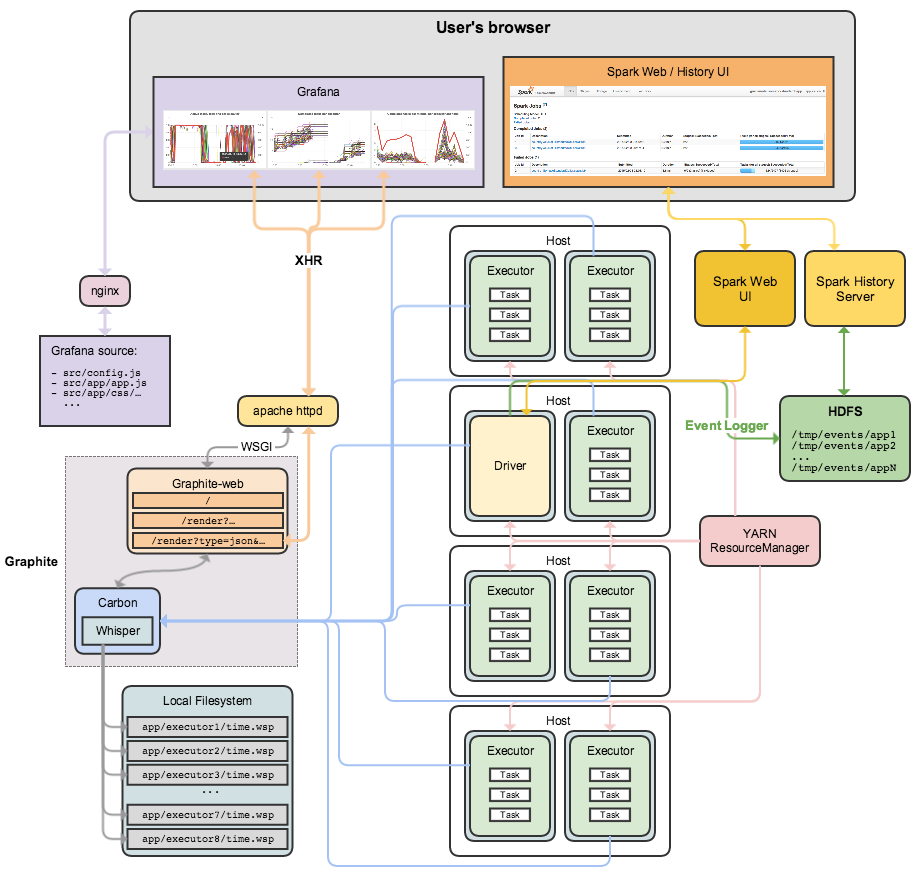 User's browser
Grafana
Spark Web / History UI
Spark
Spark Jobs
nginx
Grafana source:
- src/config.js
- src/app/app.js
- src/app/css/…
...
XHR
apache httpd
WSGI
Graphite
Graphite-web
/
/render?…
/render?type=json&…
Carbon
Whisper
Local Filesystem
app/executor1/time.wsp
app/executor2/time.wsp
app/executor3/time.wsp
...
app/executor7/time.wsp
app/executor8/time.wsp
Host
Executor
Task
Task
Task
Executor
Task
Task
Task
Host
Driver
Executor
Task
Task
Task
Host
Executor
Task
Task
Task
Executor
Task
Task
Task
Host
Executor
Task
Task
Task
Executor
Task
Task
Task
Spark Web
UI
Spark History
Server
Event Logger
HDFS
/tmp/events/app1
/tmp/events/app2
...
/tmp/events/appN
YARN
ResourceManager